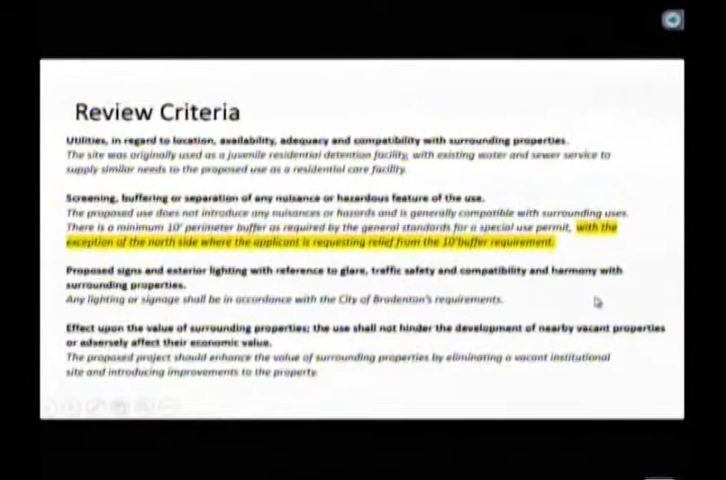 Review Criteria
Utilities, in regard to location, availability, adequacy and compatibility with surrounding properties.
The site was originally used as a juvenile residential detention facility, with existing water and sewer service to
supply similar needs to the proposed use as a residential care facility.
Screening, buffering or separation of any nuisance or hazardous feature of the use.
The proposed use does not introduce any nuisances or hazards and is generally compatible with surrounding uses.
There is a minimum 10' perimeter buffer as required by the general standards for a special use permit, with the
exception of the north side where the applicant is requesting relief from the 10'buffer requirement.
Proposed signs and exterior lighting with reference to glare, traffic safety and compatibility and harmony with
surrounding properties.
Any lighting or signage shall be in accordance with the City of Bradenton's requirements.
Effect upon the value of surrounding properties; the use shall not hinder the development of nearby vacant properties
or adversely affect their economic value.
The proposed project should enhance the value of surrounding properties by eliminating a vacant institutional
site and introducing improvements to the property.